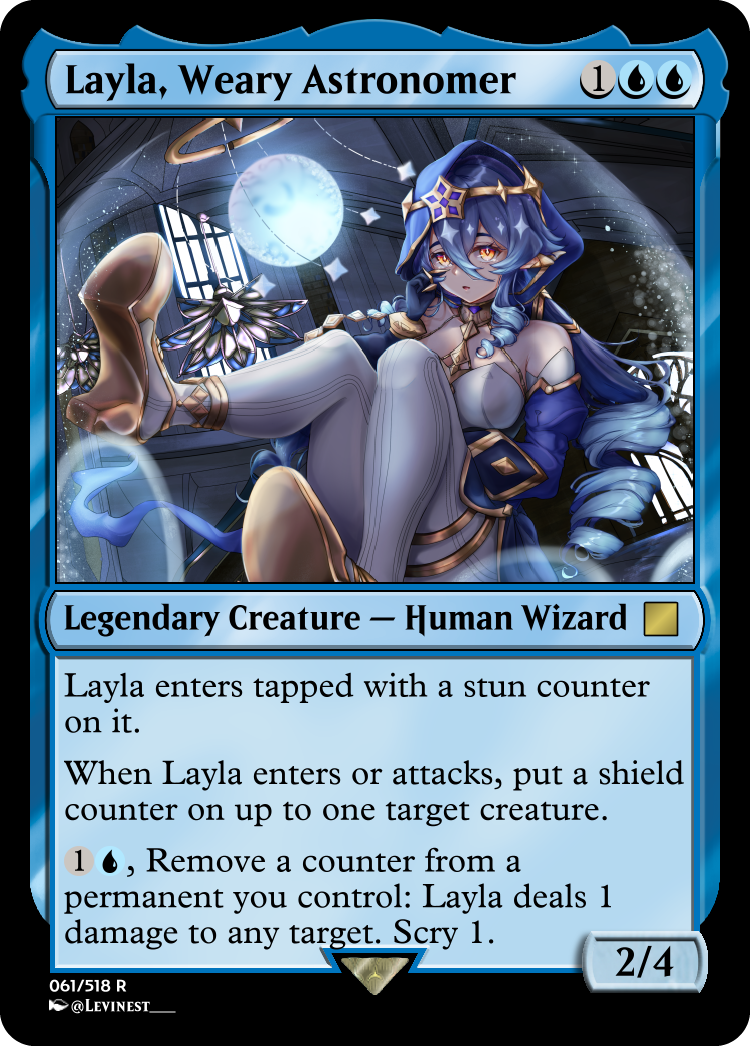 Layla, Weary Astronomer 1
Legendary Creature — Human Wizard
Layla enters tapped with a stun counter
on it.
When Layla enters or attacks, put a shield
counter on up to one target creature.
1 , Remove a counter from a
permanent you control: Layla deals 1
damage to any target. Scry 1.
2/4
061/518 R
@Levinest___